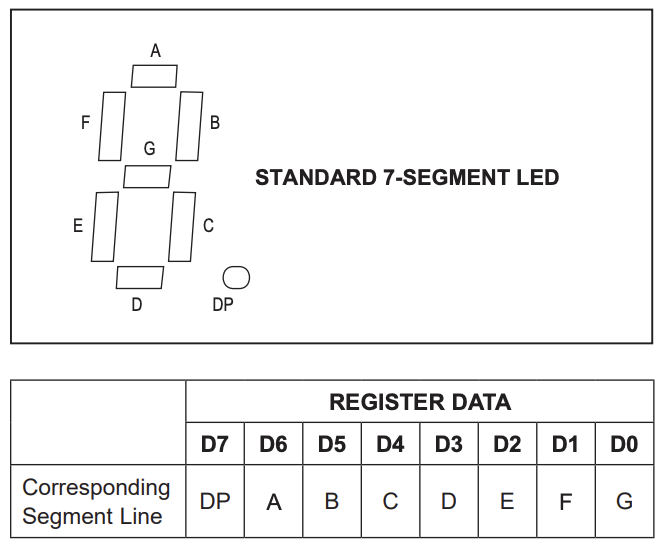 A
F
B
G
STANDARD 7-SEGMENT LED
E
C
D
DP
REGISTER DATA
D7 D6 D5 D4 D3 D2 D1 D0
Corresponding
Segment Line
DP A B C D E F G